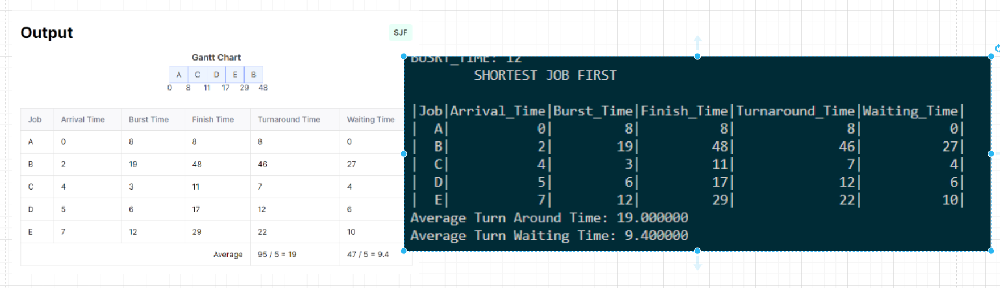 Output
SJF
Gantt Chart
A C D E B
0 8 11 17 29 48
Job Arrival Time Burst Time Finish Time Turnaround Time Waiting Time
A 0 8 8 8 0
B 2 19 48 46 27
C 4 3 11 7 4
D 5 6 17 12 6
E 7 12 29 22 10
Average 95 / 5 = 19 47 / 5 = 9.4
BUSRT_TIME: 12
SHORTEST JOB FIRST
|Job|Arrival_Time|Burst_Time|Finish_Time|Turnaround_Time|Waiting_Time|
| A| 0| 8| 8| 8| 0|
| B| 2| 19| 48| 46| 27|
| C| 4| 3| 11| 7| 4|
| D| 5| 6| 17| 12| 6|
| E| 7| 12| 29| 22| 10|
Average Turn Around Time: 19.000000
Average Turn Waiting Time: 9.400000